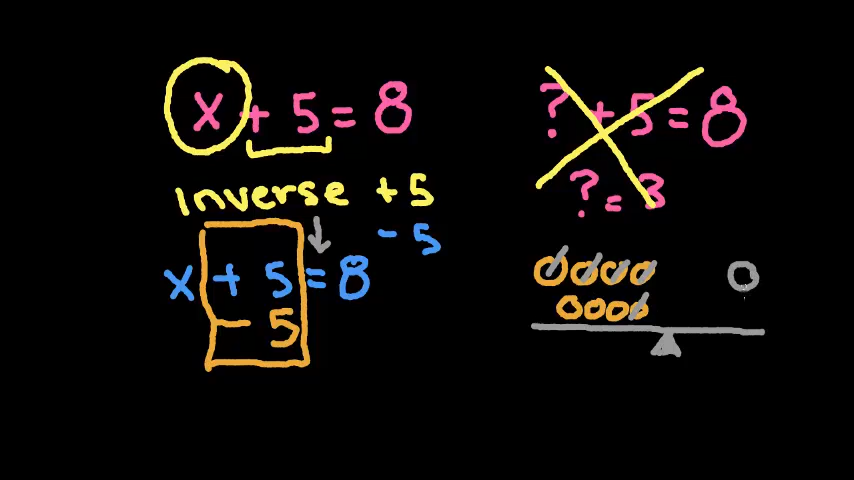 x + 5 = 8
inverse + 5
- 5
x + 5 = 8
- 5
? + 5 = 8
? = 3